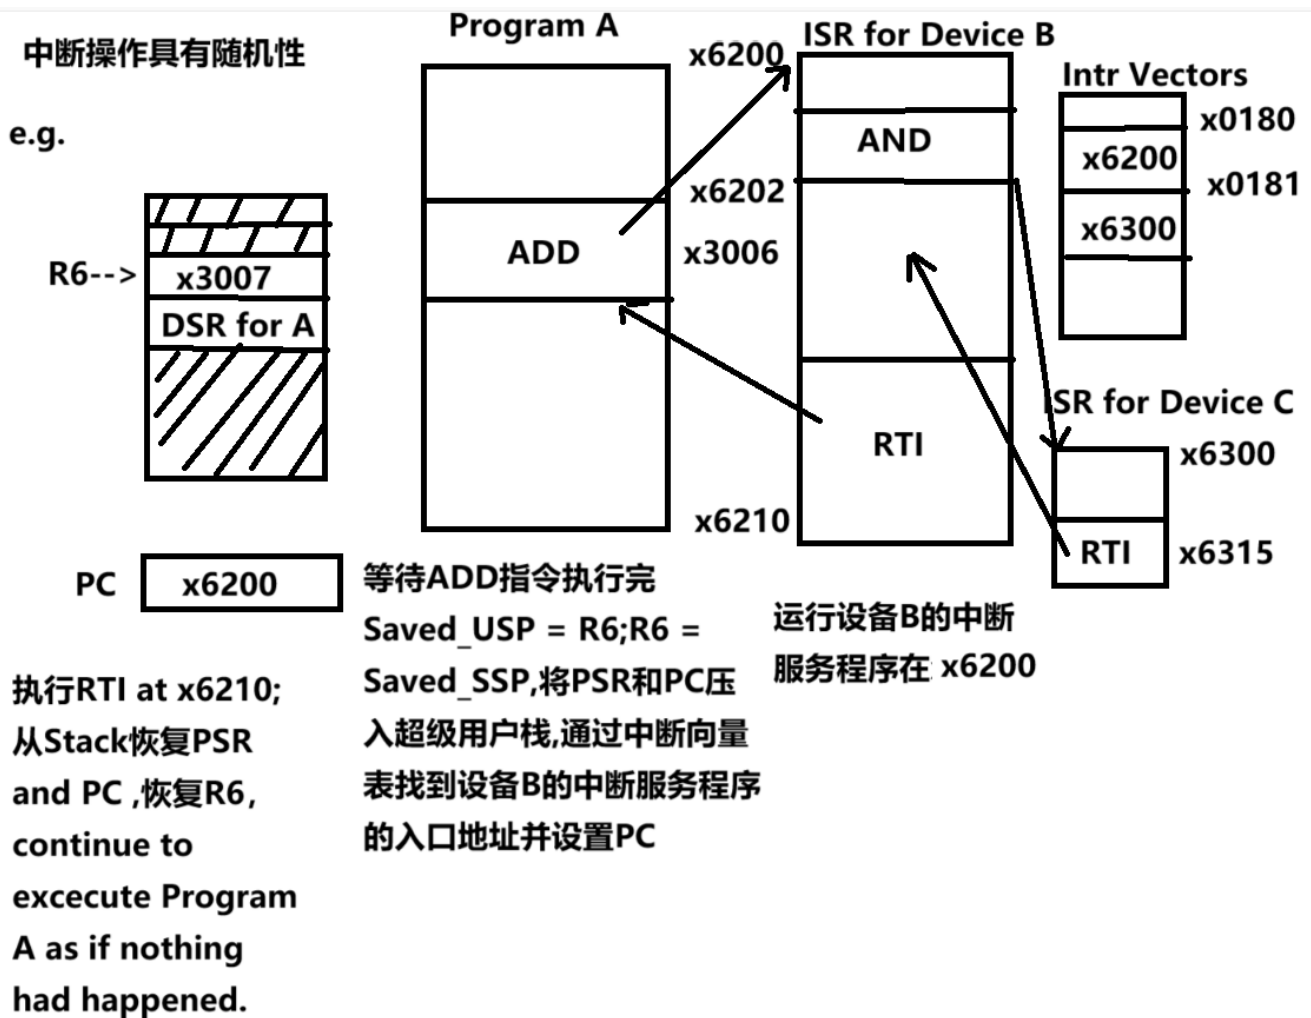 中断操作具有随机性
e.g.
R6-->
x3007
DSR for A
PC
x6200
执行RTI at x6210;
从Stack恢复PSR
and PC ,恢复R6,
continue to
excecute Program
A as if nothing
had happened.
Program A
ADD
x3006
等待ADD指令执行完
Saved_USP = R6;R6 =
Saved_SSP,将PSR和PC压
入超级用户栈,通过中断向量
表找到设备B的中断服务程序
的入口地址并设置PC
ISR for Device B
x6200
AND
x6202
RTI
x6210
运行设备B的中断
服务程序在 x6200
Intr Vectors
x0180
x6200
x0181
x6300
SR for Device C
x6300
RTI
x6315